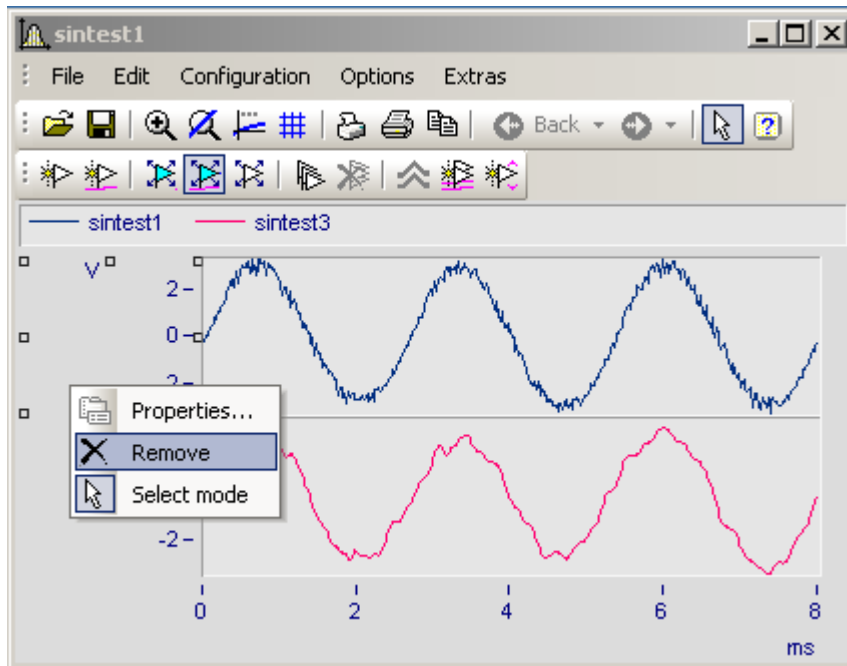 sintest1
File Edit Configuration Options Extras
Back
sintest1 sintest3
V
2
0
Properties...
Remove
Select mode
-2
0 2 4 6 8
ms